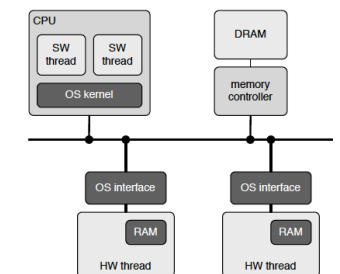 CPU
SW
thread
SW
thread
OS kernel
DRAM
memory
controller
OS interface
RAM
HW thread
OS interface
RAM
HW thread